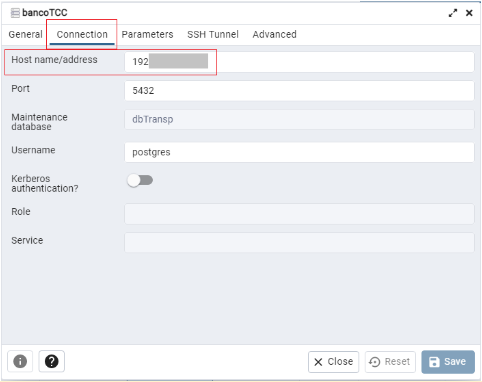 bancoTCC
General Connection Parameters SSH Tunnel Advanced
Host name/address 192
Port 5432
Maintenance database dbTransp
Username postgres
Kerberos authentication?
Role
Service
Close Reset Save